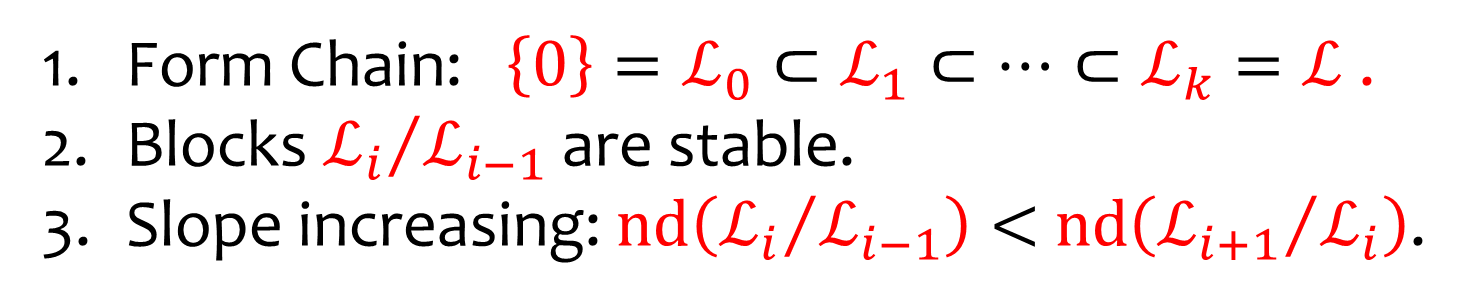 1. Form Chain: {0} = ℒ₀ ⊂ ℒ₁ ⊂ ⋯ ⊂ ℒₖ = ℒ .
2. Blocks ℒᵢ/ℒᵢ₋₁ are stable.
3. Slope increasing: nd(ℒᵢ/ℒᵢ₋₁) < nd(ℒᵢ₊₁/ℒᵢ).